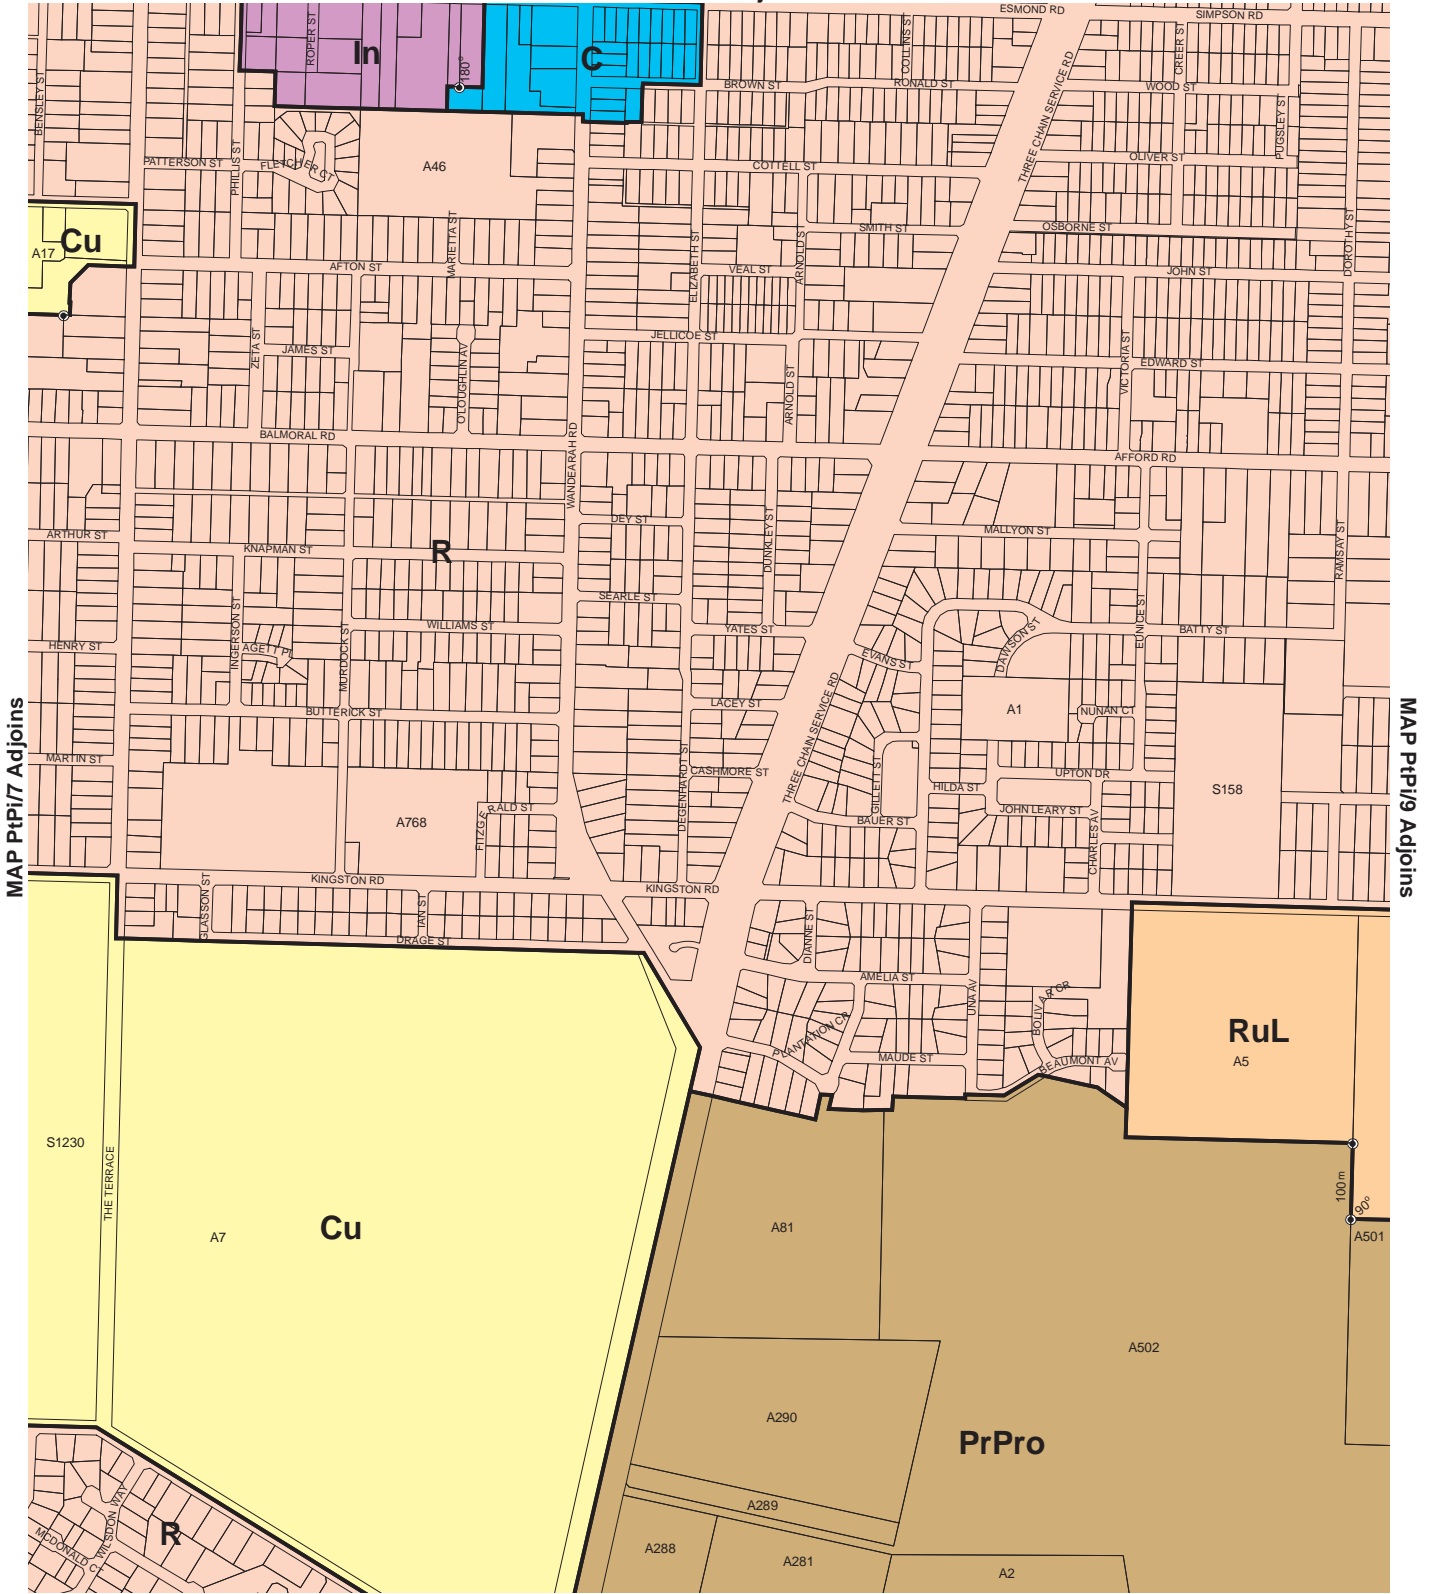 ESMOND RD
SIMPSON RD
ROPER ST
In
C
180°
COLLINS ST
CREER ST
BENSLEY ST
BROWN ST
RONALD ST
WOOD ST
THREE CHAIN SERVICE RD
PUGSLEY ST
PATTERSON ST
PHILLIS ST
FLETCHER CT
A46
COTTELL ST
OLIVER ST
Cu
A17
MARIETTA ST
SMITH ST
OSBORNE ST
DOROTHY ST
AFTON ST
ELIZABETH ST
VEAL ST
ARNOLD ST
JOHN ST
ZETA ST
JAMES ST
O'LOUGHLIN AV
JELLICOE ST
VICTORIA ST
EDWARD ST
ARNOLD ST
BALMORAL RD
WANDEARAH RD
AFFORD RD
ARTHUR ST
KNAPMAN ST
R
DEY ST
DUNKLEY ST
MALLYON ST
RAMSAY ST
SEARLE ST
INGERSON ST
WILLIAMS ST
YATES ST
DAWSON ST
EUNICE ST
BATTY ST
HENRY ST
AGETT PL
MURDOCK ST
EVANS ST
MAP PtPi/7 Adjoins
BUTTERICK ST
LACEY ST
THREE CHAIN SERVICE RD
A1
NUNAN CT
MAP PtPi/9 Adjoins
MARTIN ST
DEGENHARDT ST
CASHMORE ST
GILLETT ST
HILDA ST
UPTON DR
S158
A768
FITZGERALD ST
BAUER ST
JOHN LEARY ST
CHARLES AV
KINGSTON RD
KINGSTON RD
GLASSON ST
IAN ST
DRAGE ST
DIANNE ST
AMELIA ST
UNA AV
BOLIVAR CR
PLANTATION CR
MAUDE ST
BEAUMONT AV
RuL
A5
S1230
THE TERRACE
100 m
90°
A7
Cu
A81
A501
A502
A290
PrPro
A289
WILSDON WAY
MCDONALD CT
R
A288
A281
A2